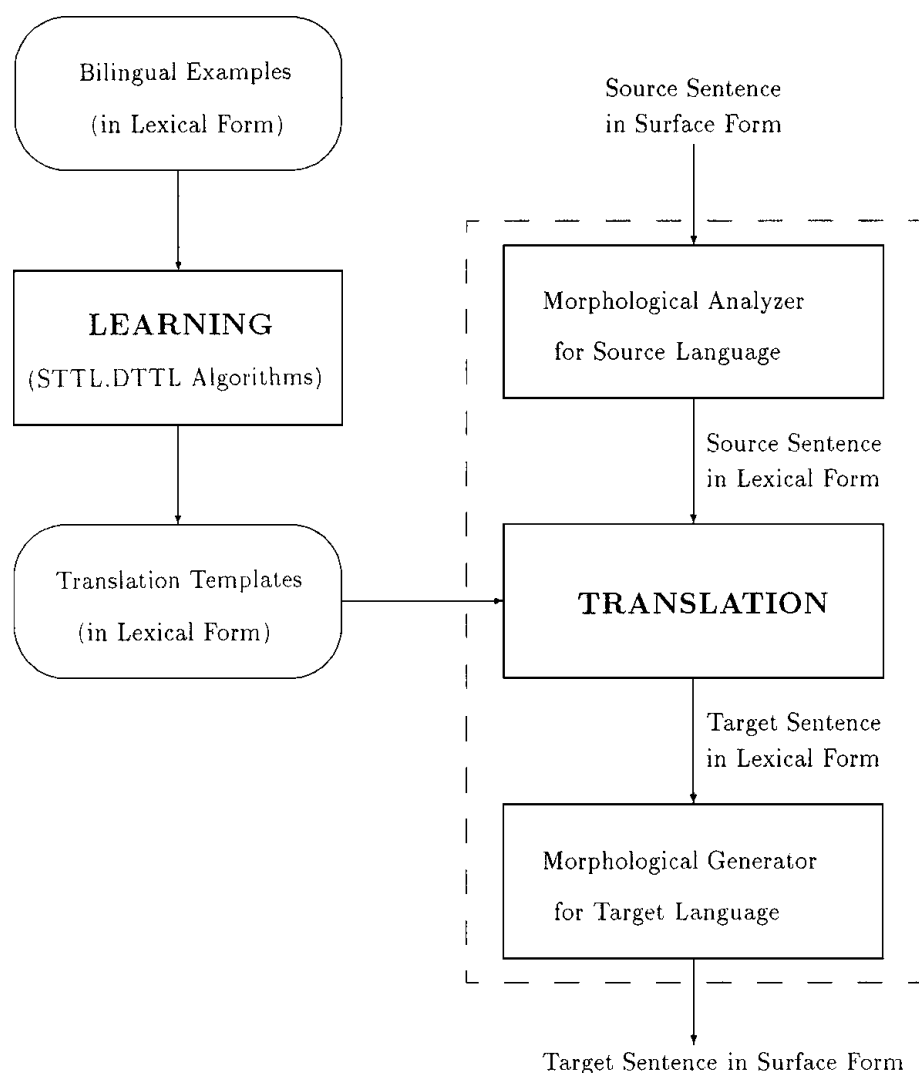 Bilingual Examples
(in Lexical Form)
LEARNING
(STTL.DTTL Algorithms)
Translation Templates
(in Lexical Form)
Source Sentence
in Surface Form
Morphological Analyzer
for Source Language
Source Sentence
in Lexical Form
TRANSLATION
Target Sentence
in Lexical Form
Morphological Generator
for Target Language
Target Sentence in Surface Form